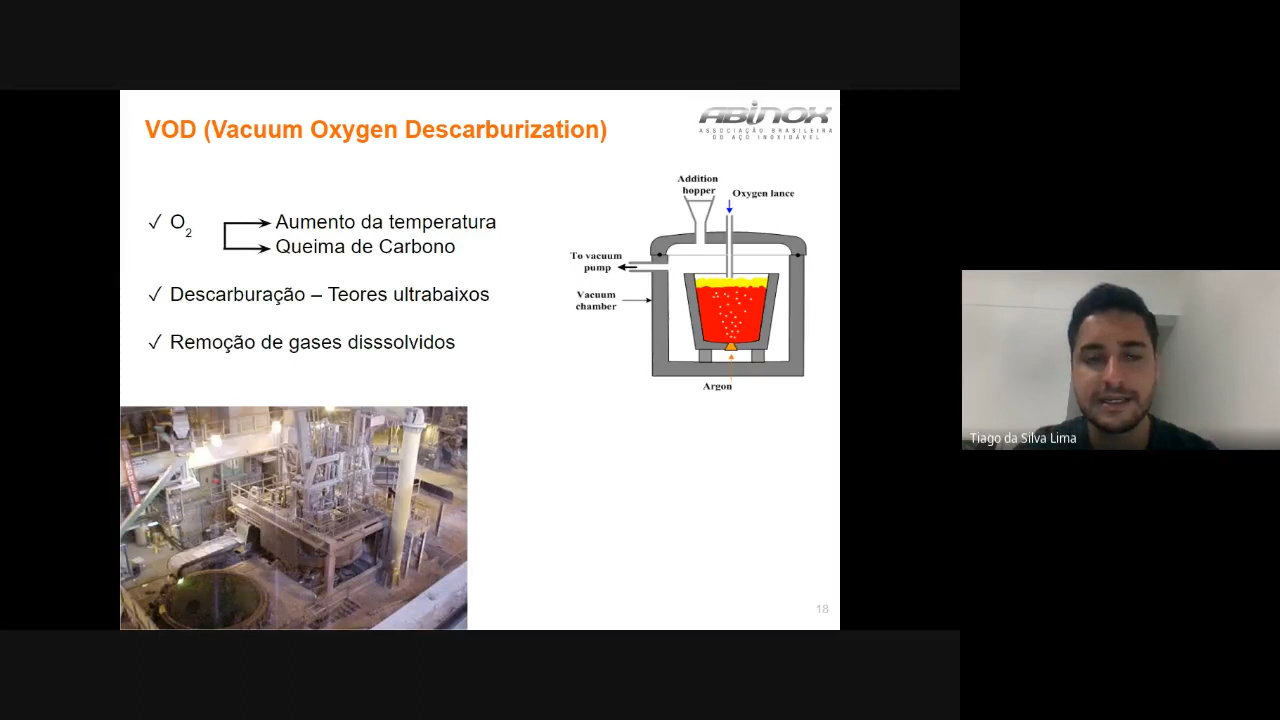 VOD (Vacuum Oxygen Descarburization)
ABINOX
ASSOCIAÇÃO BRASILEIRA
DO AÇO INOXIDÁVEL
✓ O2
Aumento da temperatura
Queima de Carbono
✓ Descarburação – Teores ultrabaixos
✓ Remoção de gases disssolvidos
Addition
hopper
Oxygen lance
To vacuum
pump
Vacuum
chamber
Argon
18
Tiago da Silva Lima